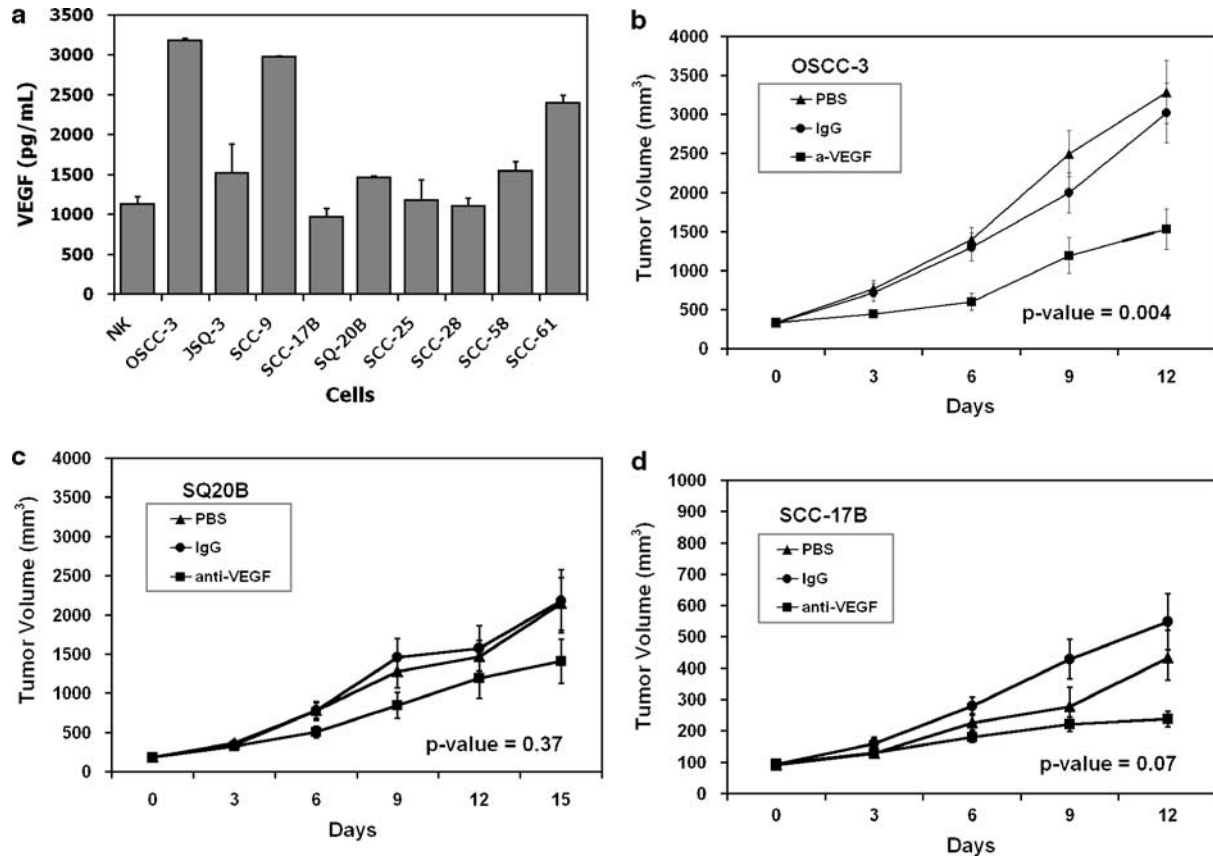 a
3500
3000
2500
2000
1500
1000
500
0
VEGF (pg/mL)
NK
OSCC-3
JSQ-3
SCC-9
SCC-17B
SQ-20B
SCC-25
SCC-28
SCC-58
SCC-61
Cells
b
4000
3500
3000
2500
2000
1500
1000
500
0
Tumor Volume (mm³)
OSCC-3
PBS
IgG
a-VEGF
p-value = 0.004
0 3 6 9 12
Days
c
4000
3500
3000
2500
2000
1500
1000
500
0
Tumor Volume (mm³)
SQ20B
PBS
IgG
anti-VEGF
p-value = 0.37
0 3 6 9 12 15
Days
d
1000
900
800
700
600
500
400
300
200
100
0
Tumor Volume (mm³)
SCC-17B
PBS
IgG
anti-VEGF
p-value = 0.07
0 3 6 9 12
Days